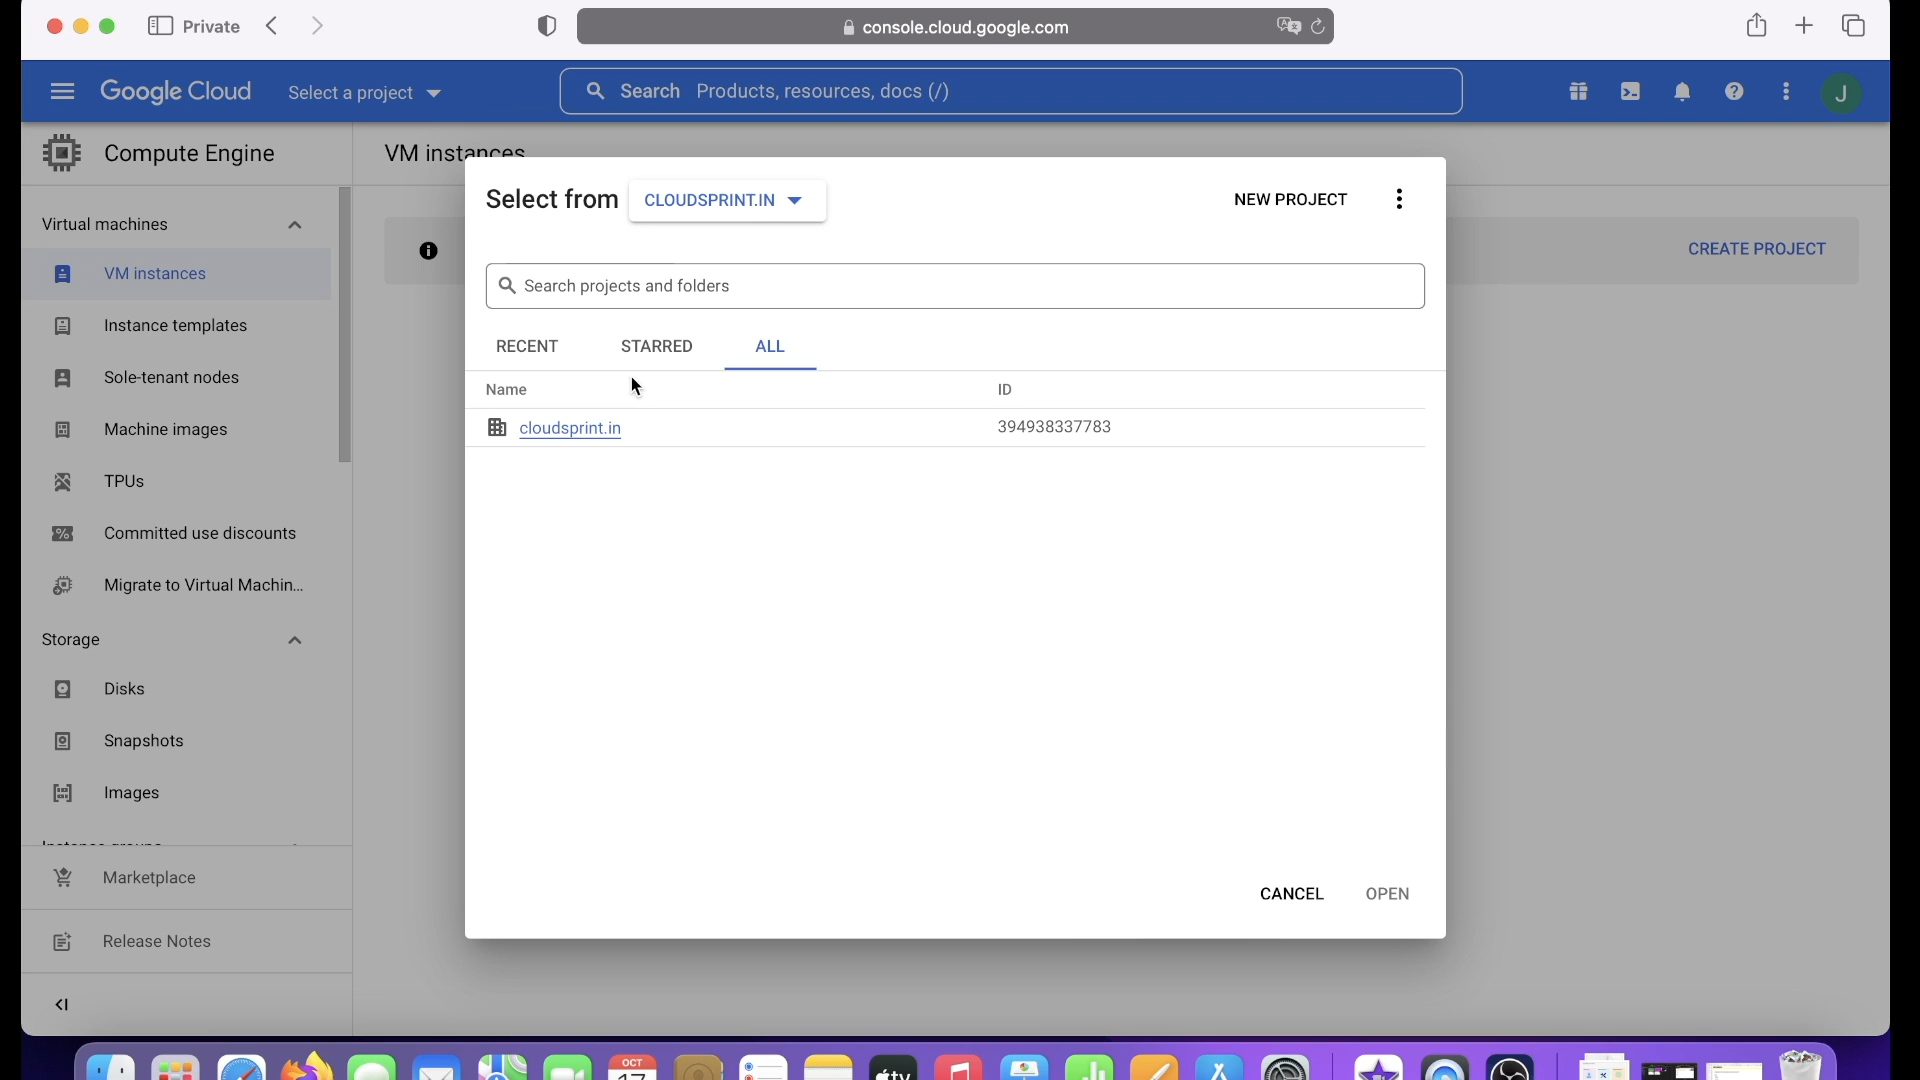 Private
console.cloud.google.com
Google Cloud
Select a project
Search Products, resources, docs (/)
J
Compute Engine
VM instances
Select from
CLOUDSPRINT.IN
NEW PROJECT
Virtual machines
VM instances
CREATE PROJECT
Search projects and folders
Instance templates
RECENT
STARRED
ALL
Sole-tenant nodes
Name
ID
Machine images
cloudsprint.in
394938337783
TPUs
Committed use discounts
Migrate to Virtual Machin...
Storage
Disks
Snapshots
Images
Instance groups
Marketplace
CANCEL
OPEN
Release Notes
OCT
17
tv